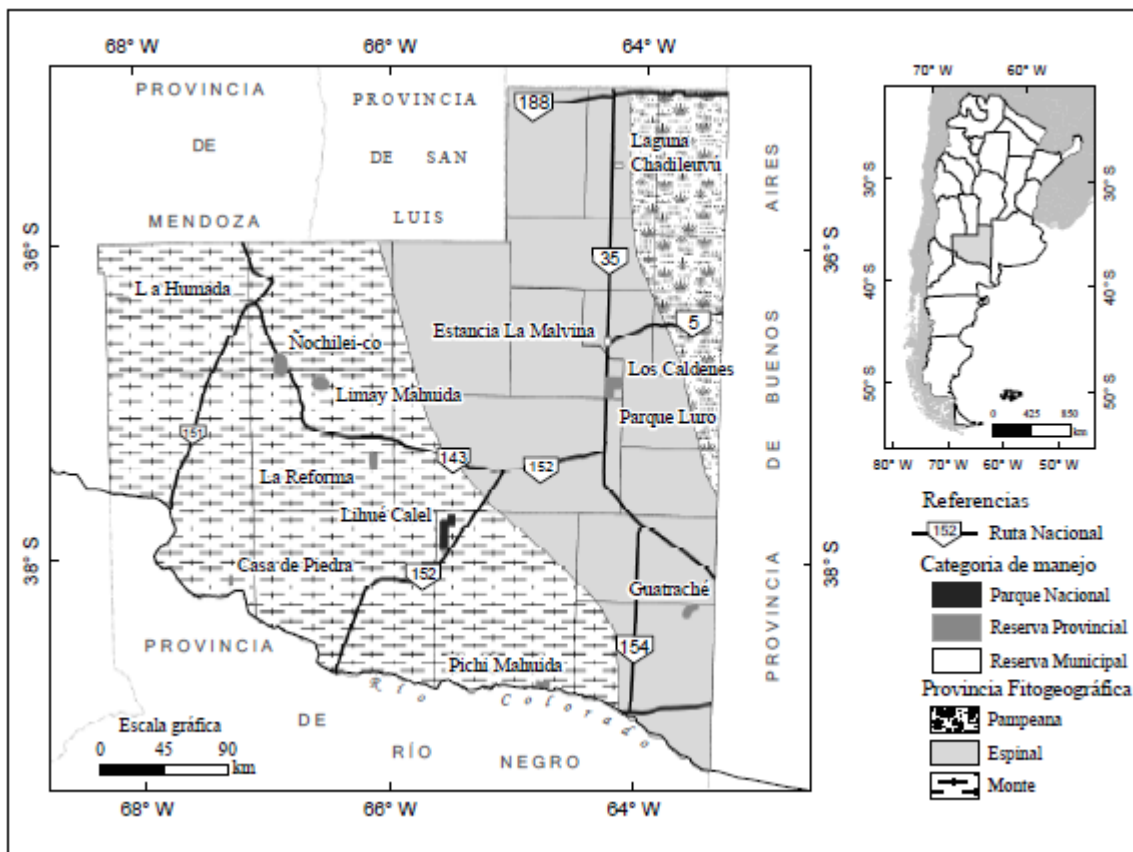 68° W 66° W 64° W
PROVINCIA
DE
MENDOZA
PROVINCIA
DE SAN
LUIS
188
Laguna
Chadileuvú
AIRES
36° S
36° S
35
L a Humada
Estancia La Malvina
5
Ñochilei-co
Los Caldenes
Limay Mahuida
Parque Luro
BUENOS
151
143
152
DE
La Reforma
Lihué Calel
38° S
38° S
Casa de Piedra
152
Guatraché
PROVINCIA
154
PROVINCIA
Pichi Mahuida
Río Colorado
DE
RÍO
NEGRO
Escala gráfica
0 45 90
km
68° W 66° W 64° W
70° W 60° W
30° S
30° S
40° S
40° S
50° S
50° S
0 425 850
km
80° W 70° W 60° W 50° W
Referencias
152 Ruta Nacional
Categoria de manejo
Parque Nacional
Reserva Provincial
Reserva Municipal
Provincia Fitogeográfica
Pampeana
Espinal
Monte